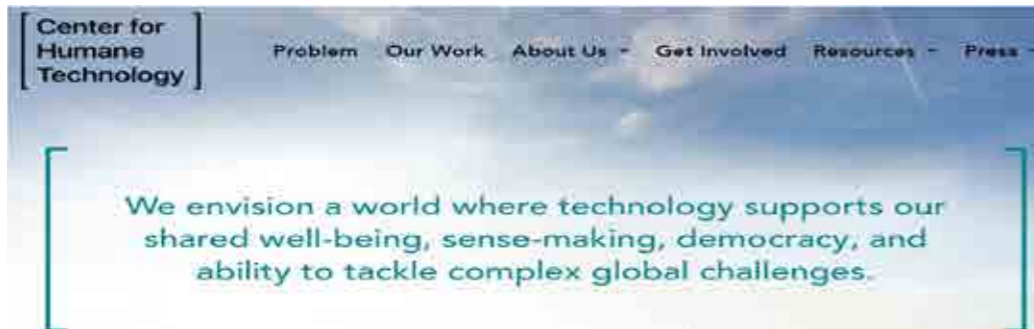 Center for
Humane
Technology
Problem Our Work About Us Get Involved Resources Press
We envision a world where technology supports our
shared well-being, sense-making, democracy, and
ability to tackle complex global challenges.